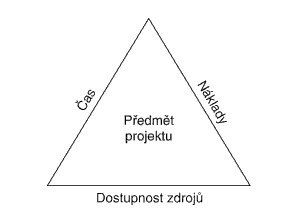 Čas
Náklady
Předmět
projektu
Dostupnost zdrojů